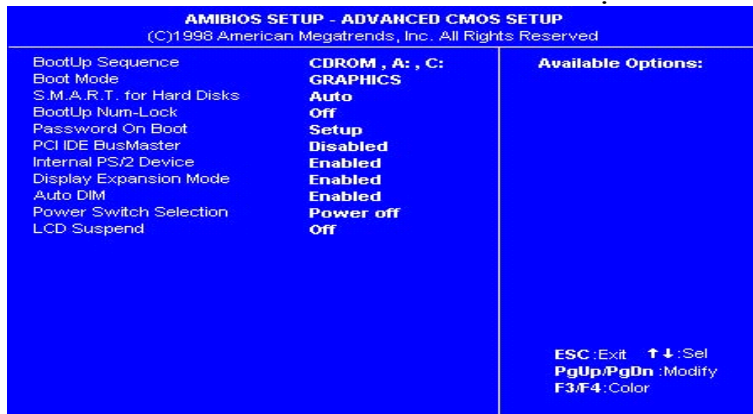 AMIBIOS SETUP - ADVANCED CMOS SETUP
(C)1998 American Megatrends, Inc. All Rights Reserved
BootUp Sequence CDROM , A: , C:
Boot Mode GRAPHICS
S.M.A.R.T. for Hard Disks Auto
BootUp Num-Lock Off
Password On Boot Setup
PCI IDE BusMaster Disabled
Internal PS/2 Device Enabled
Display Expansion Mode Enabled
Auto DIM Enabled
Power Switch Selection Power off
LCD Suspend Off
Available Options:
ESC:Exit ↑↓:Sel
PgUp/PgDn :Modify
F3/F4:Color